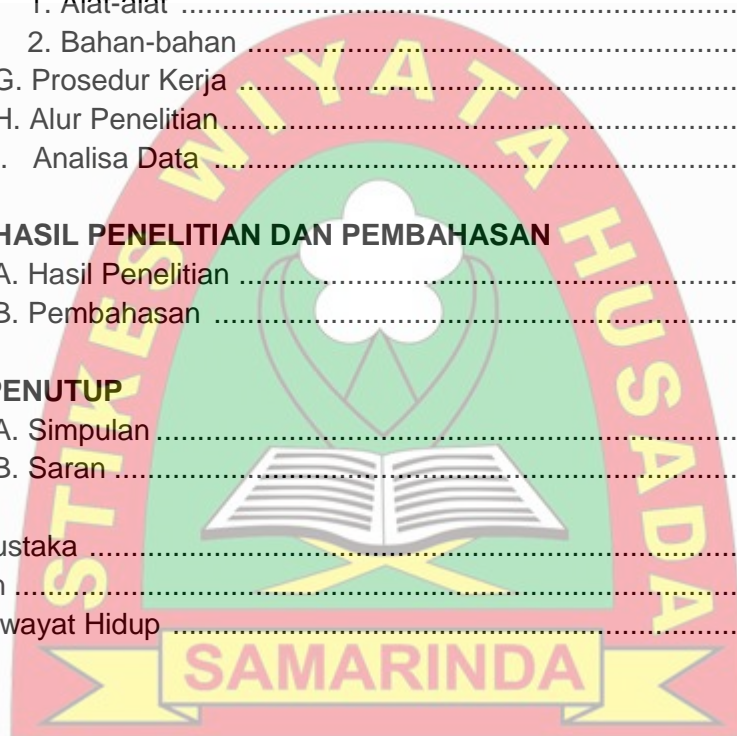 1. Alat-alat ................................................................
2. Bahan-bahan ................................................................
G. Prosedur Kerja ................................................................
H. Alur Penelitian ................................................................
. Analisa Data ................................................................
HASIL PENELITIAN DAN PEMBAHASAN
A. Hasil Penelitian ................................................................
B. Pembahasan ................................................................
PENUTUP
A. Simpulan ................................................................
B. Saran ................................................................
ustaka ................................................................
n ................................................................
wayat Hidup ................................................................
STIKES WIYATA HUSADA
SAMARINDA